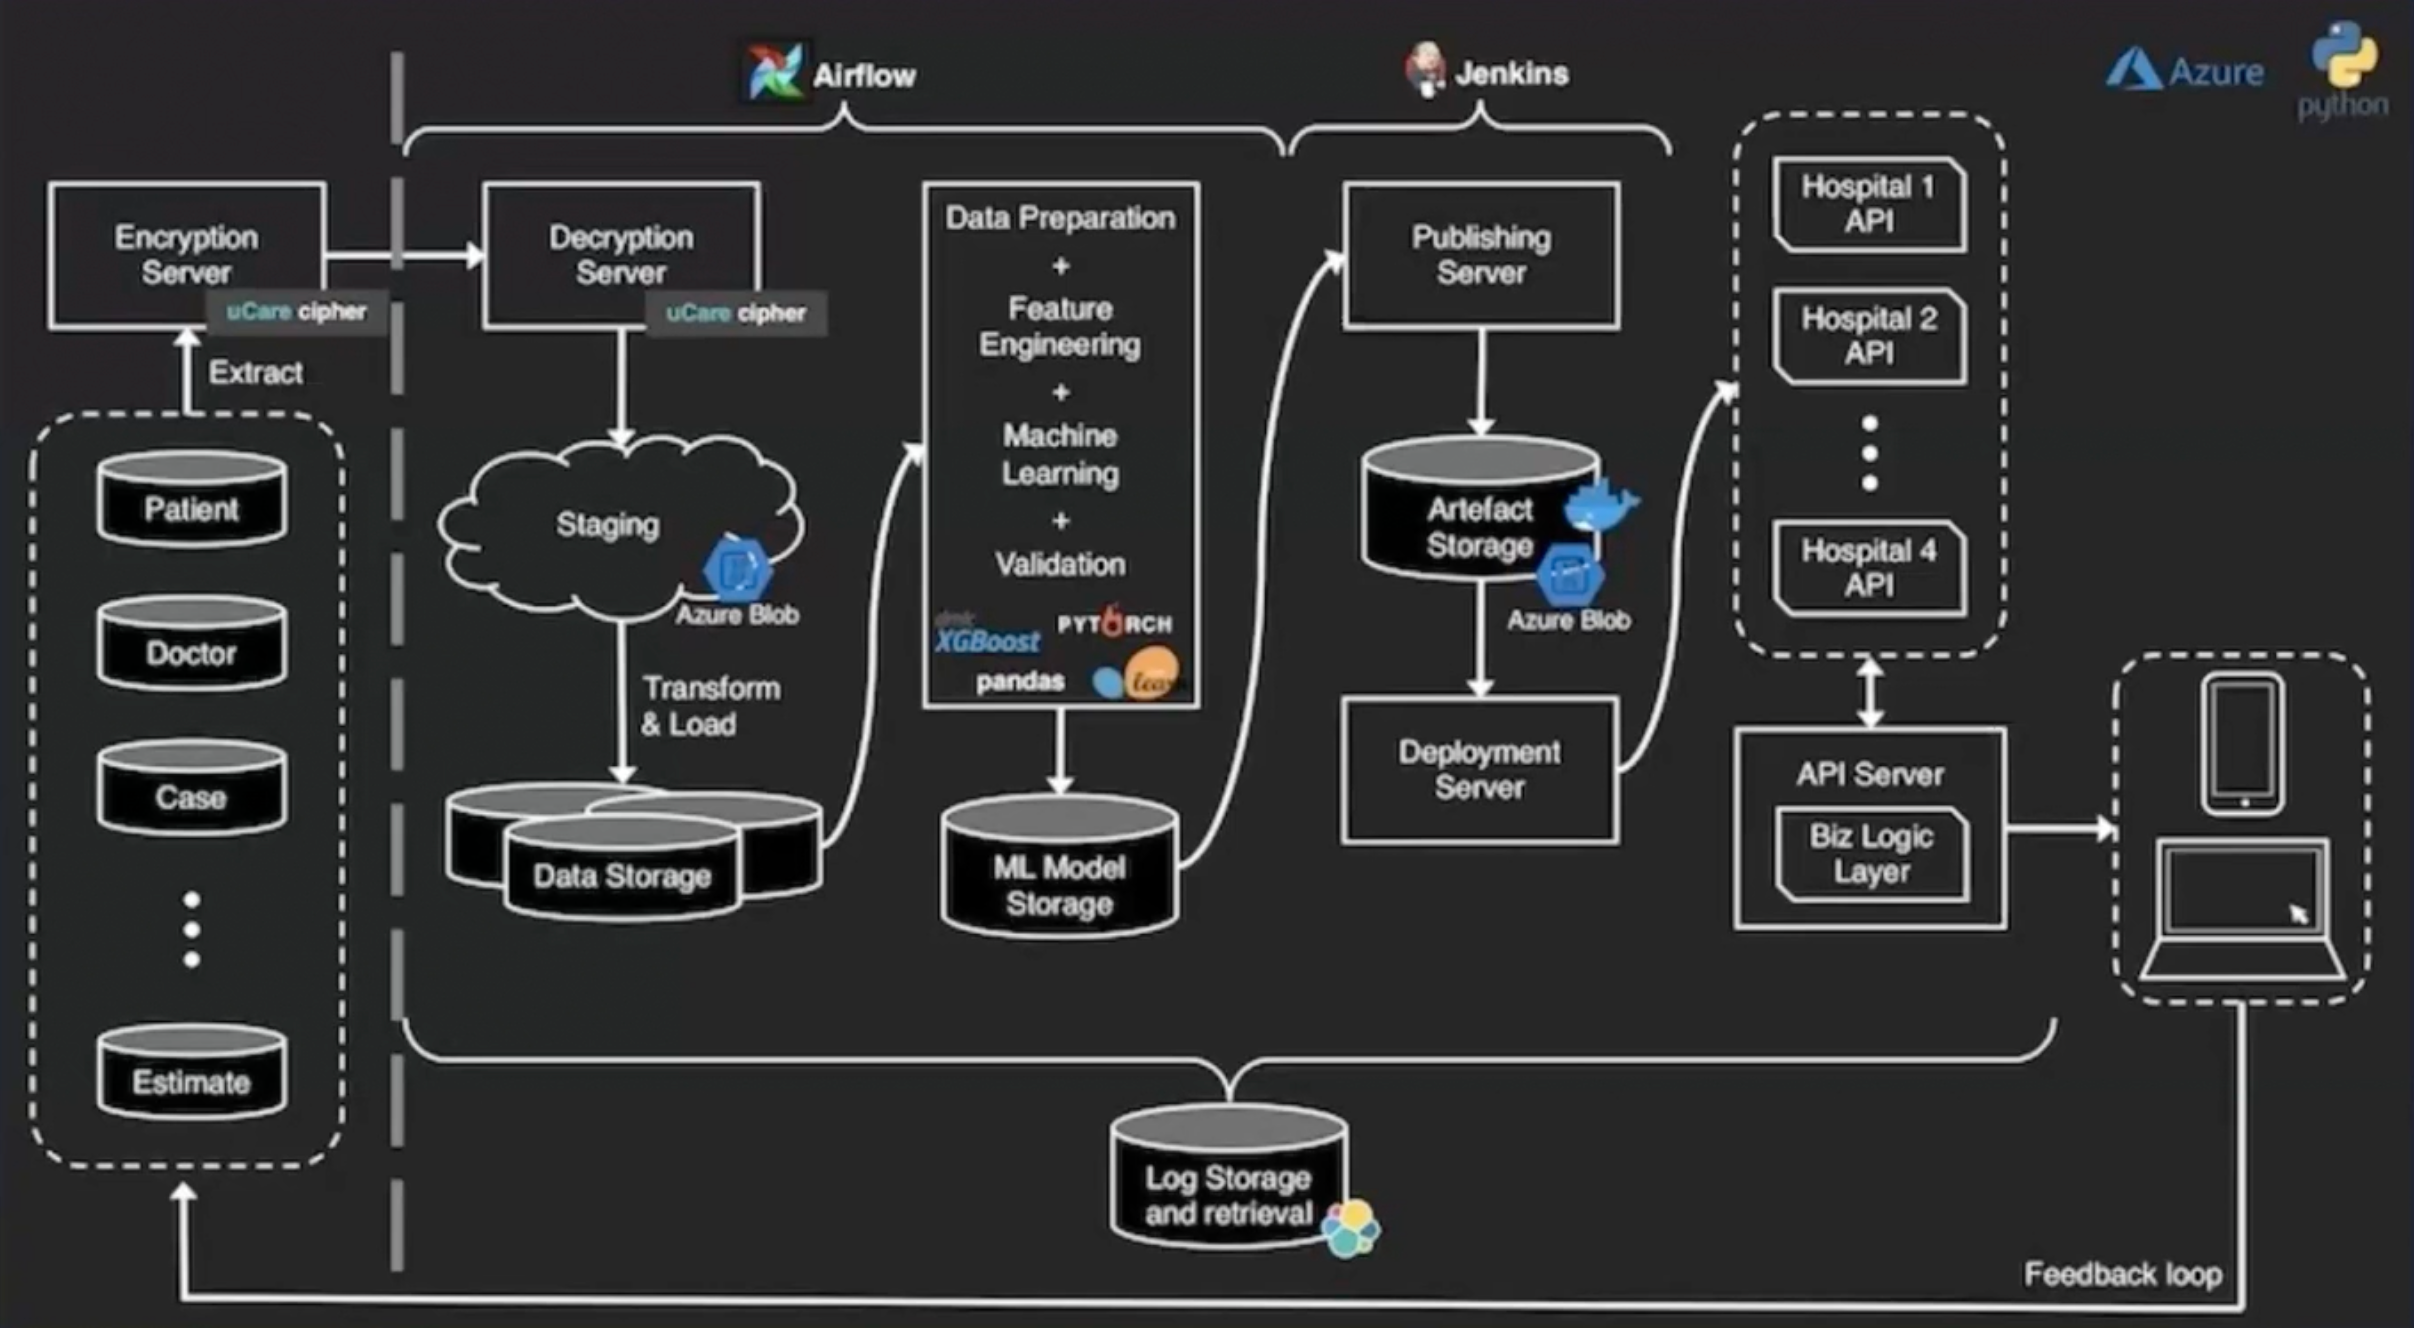 Airflow
Jenkins
Azure
python
Encryption
Server
uCare cipher
Extract
Patient
Doctor
Case
Estimate
Decryption
Server
uCare cipher
Staging
Azure Blob
Transform
& Load
Data Storage
Data Preparation
+
Feature
Engineering
+
Machine
Learning
+
Validation
dmlc
XGBoost
PYTORCH
pandas
learn
ML Model
Storage
Publishing
Server
Artefact
Storage
Azure Blob
Deployment
Server
Hospital 1
API
Hospital 2
API
Hospital 4
API
API Server
Biz Logic
Layer
Log Storage
and retrieval
Feedback loop